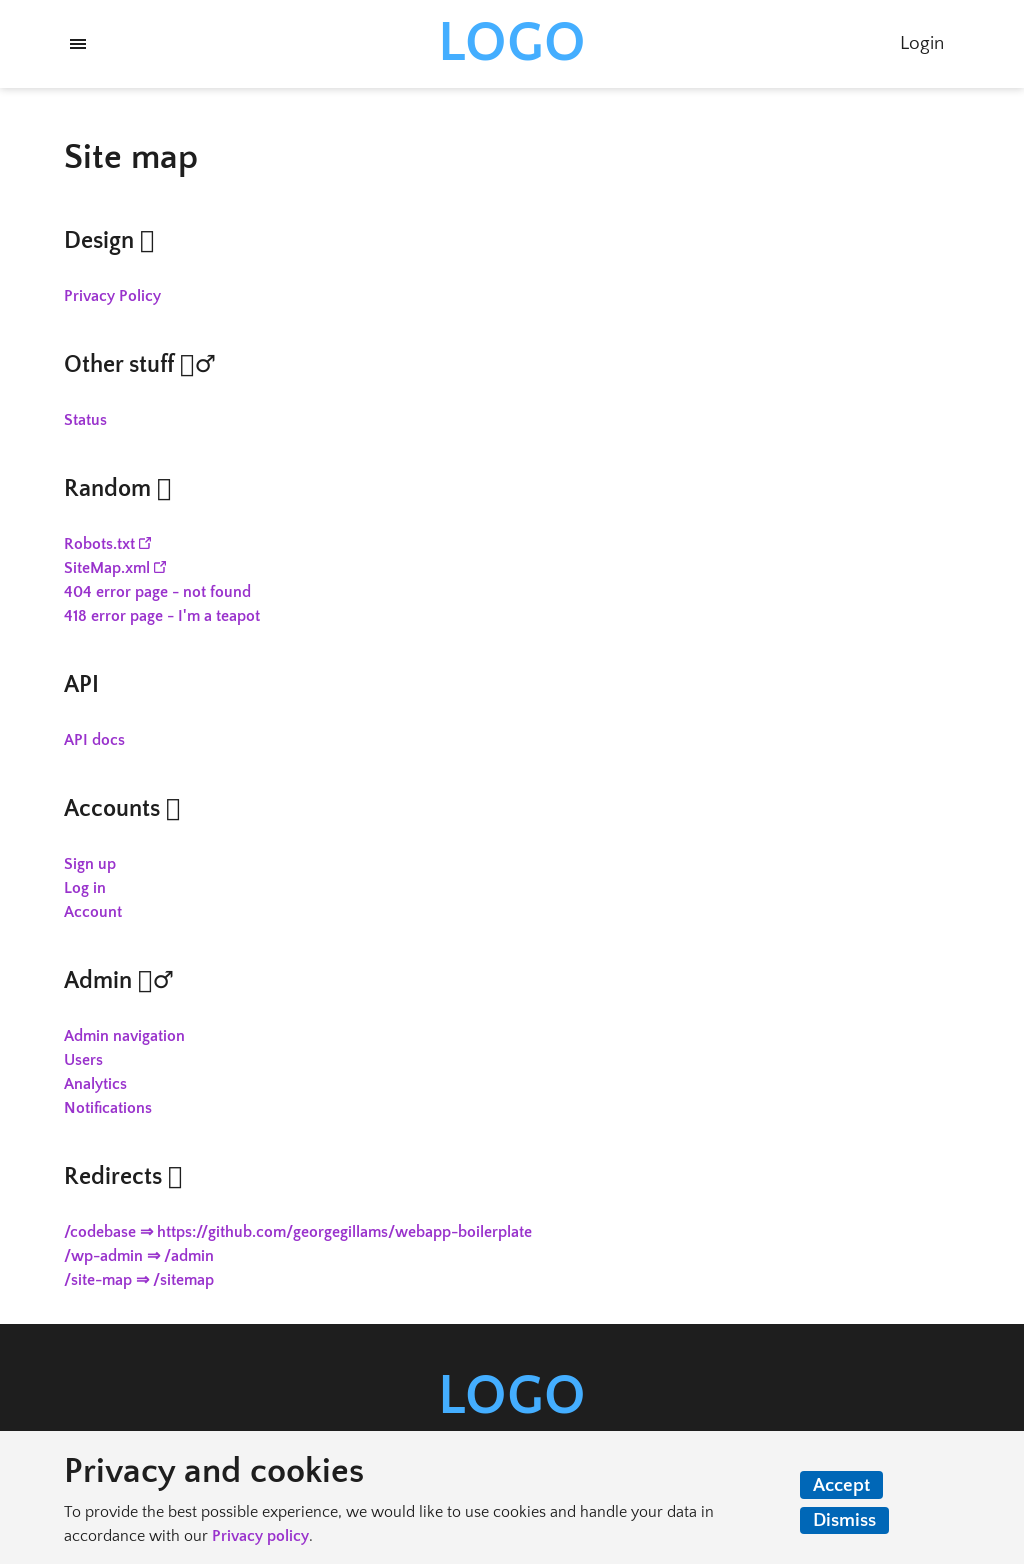 LOGO
Login
Site map
Design
Privacy Policy
Other stuff ♂
Status
Random
Robots.txt
SiteMap.xml
404 error page - not found
418 error page - I'm a teapot
API
API docs
Accounts
Sign up
Log in
Account
Admin ♂
Admin navigation
Users
Analytics
Notifications
Redirects
/codebase ⇒ https://github.com/georgegillams/webapp-boilerplate
/wp-admin ⇒ /admin
/site-map ⇒ /sitemap
LOGO
Privacy and cookies
To provide the best possible experience, we would like to use cookies and handle your data in
accordance with our Privacy policy.
Accept
Dismiss